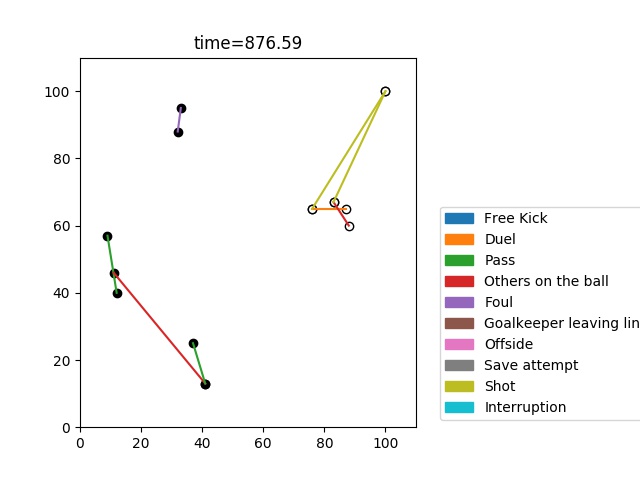 time=876.59
100
80
60
40
20
0
0 20 40 60 80 100
Free Kick
Duel
Pass
Others on the ball
Foul
Goalkeeper leaving lin
Offside
Save attempt
Shot
Interruption